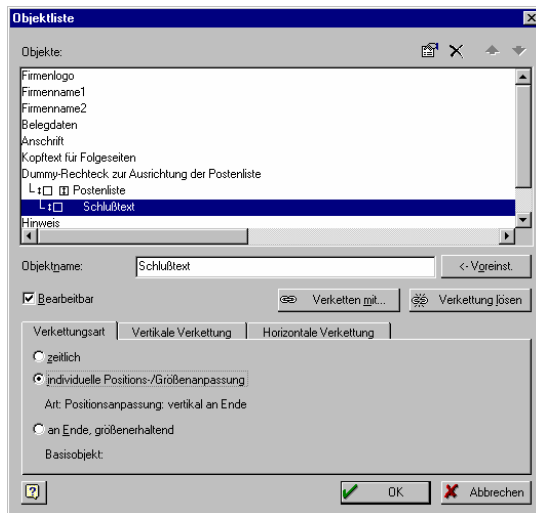 Objektliste
Objekte:
Firmenlogo
Firmenname1
Firmenname2
Belegdaten
Anschrift
Kopftext für Folgeseiten
Dummy-Rechteck zur Ausrichtung der Postenliste
Postenliste
Schlußtext
Hinweis
Objektname: Schlußtext <- Voreinst.
Bearbeitbar Verketten mit... Verkettung lösen
Verkettungsart Vertikale Verkettung Horizontale Verkettung
zeitlich
individuelle Positions-/Größenanpassung
Art: Positionsanpassung: vertikal an Ende
an Ende, größenerhaltend
Basisobjekt:
? OK Abbrechen